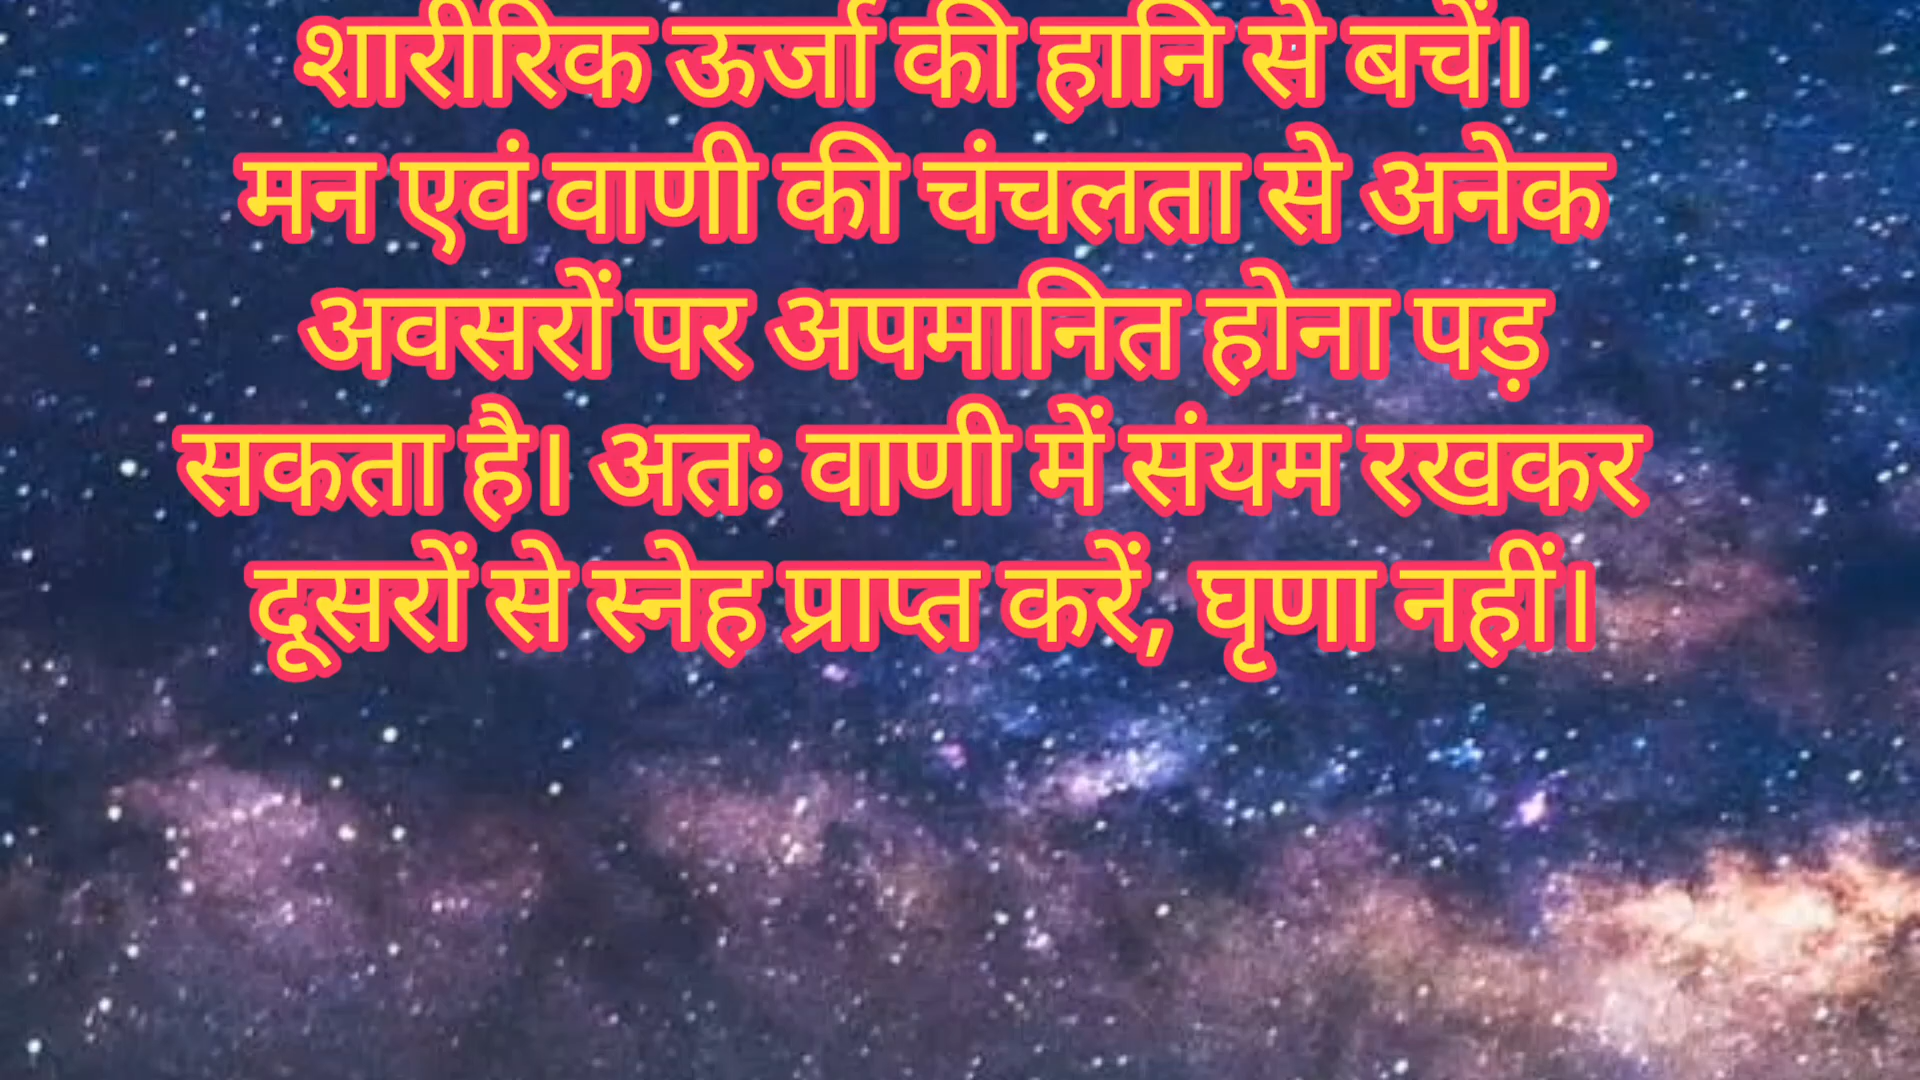 शारीरिक ऊर्जा की हानि से बचें।
मन एवं वाणी की चंचलता से अनेक
अवसरों पर अपमानित होना पड़
सकता है। अतः वाणी में संयम रखकर
दूसरों से स्नेह प्राप्त करें, घृणा नहीं।